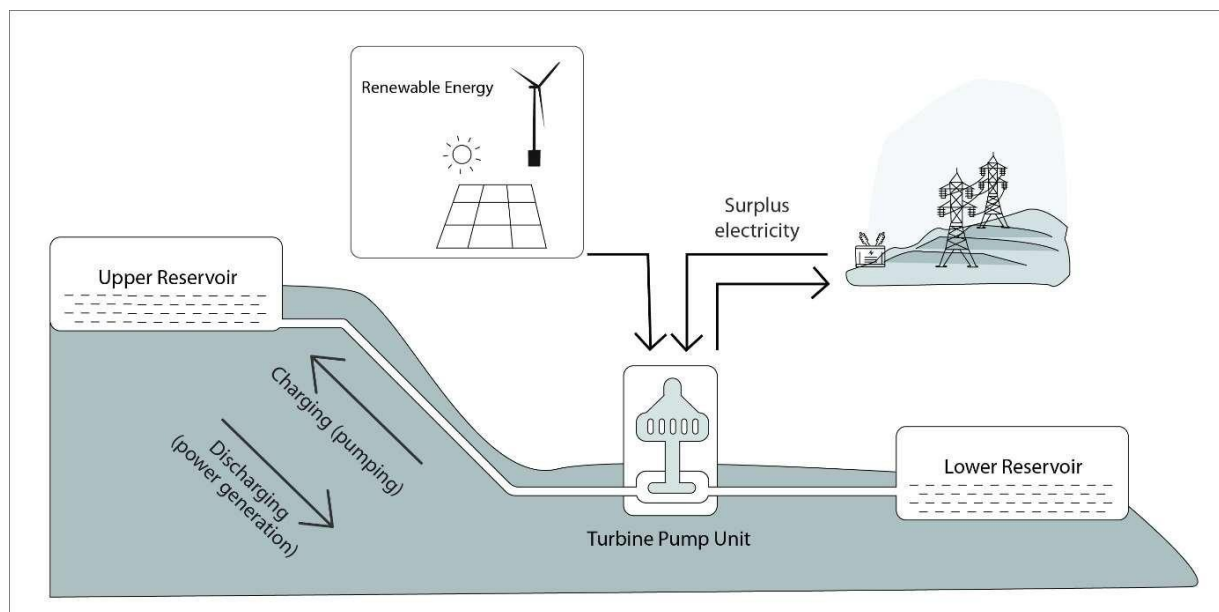 Renewable Energy
Surplus
electricity
Upper Reservoir
Charging (pumping)
Discharging
(power generation)
Lower Reservoir
Turbine Pump Unit